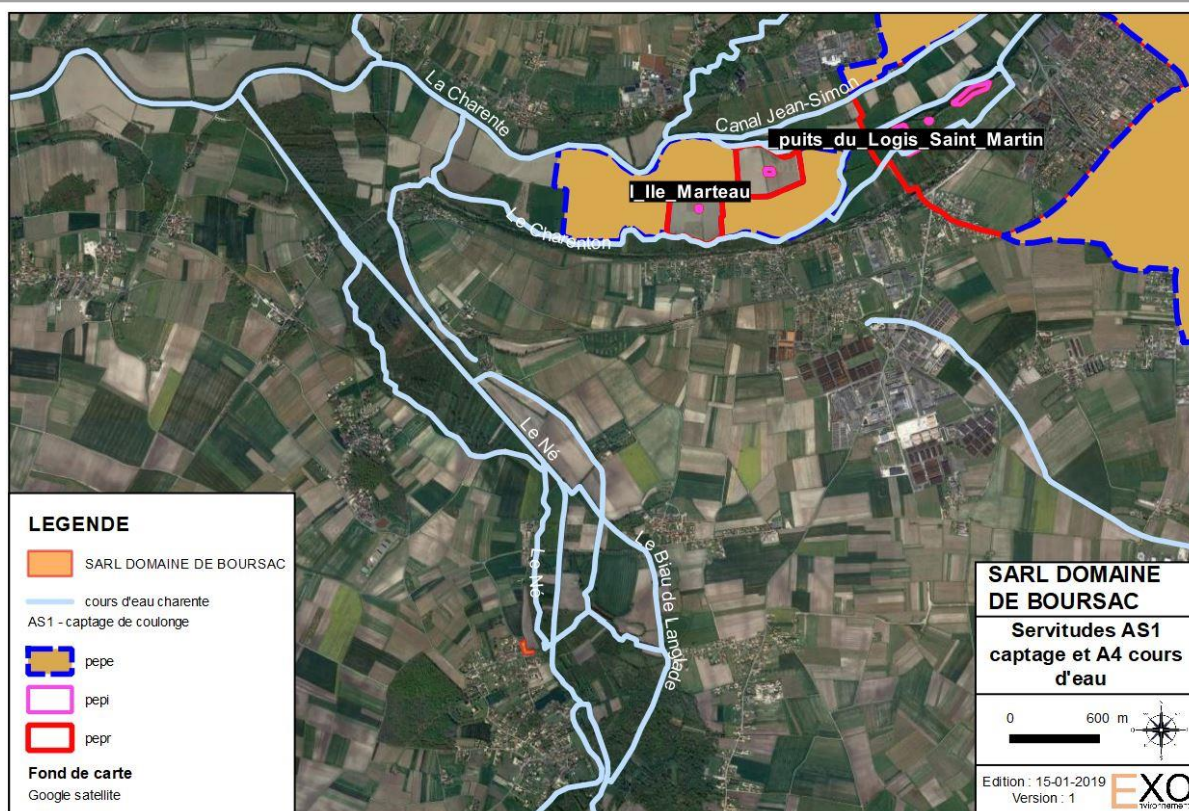 La Charente
Canal Jean-Simon
_puits_du_Logis_Saint_Martin
l_Ile_Marteau
Le Charenton
Le Né
Le Né
Le Biau de Langlade
LEGENDE
SARL DOMAINE DE BOURSAC
cours d'eau charente
AS1 - captage de coulonge
pepe
pepi
pepr
Fond de carte
Google satellite
SARL DOMAINE
DE BOURSAC
Servitudes AS1
captage et A4 cours
d'eau
0 600 m
Edition : 15-01-2019
Version : 1
EXO